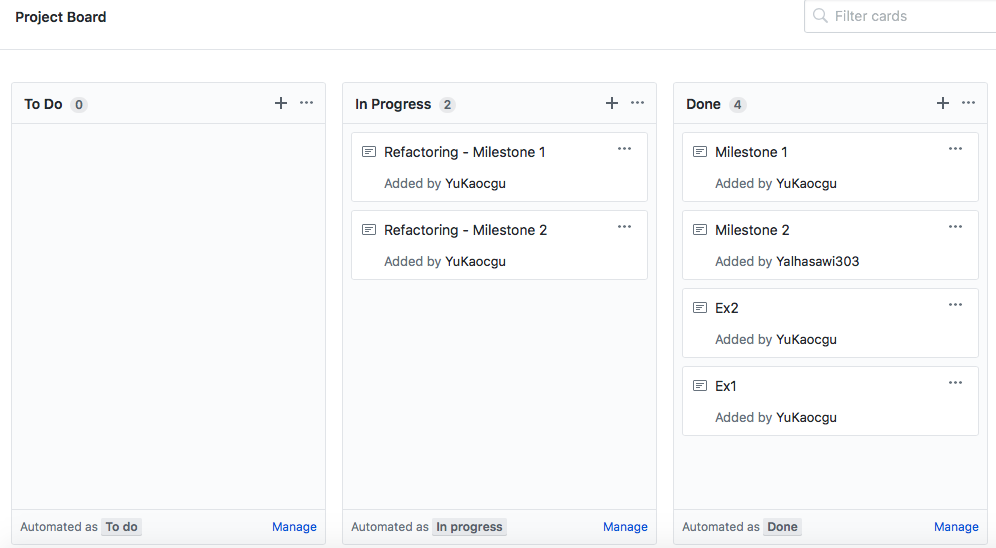 Project Board
Filter cards
To Do 0
In Progress 2
Refactoring - Milestone 1
Added by YuKaocgu
Refactoring - Milestone 2
Added by YuKaocgu
Done 4
Milestone 1
Added by YuKaocgu
Milestone 2
Added by Yalhasawi303
Ex2
Added by YuKaocgu
Ex1
Added by YuKaocgu
Automated as To do Manage
Automated as In progress Manage
Automated as Done Manage